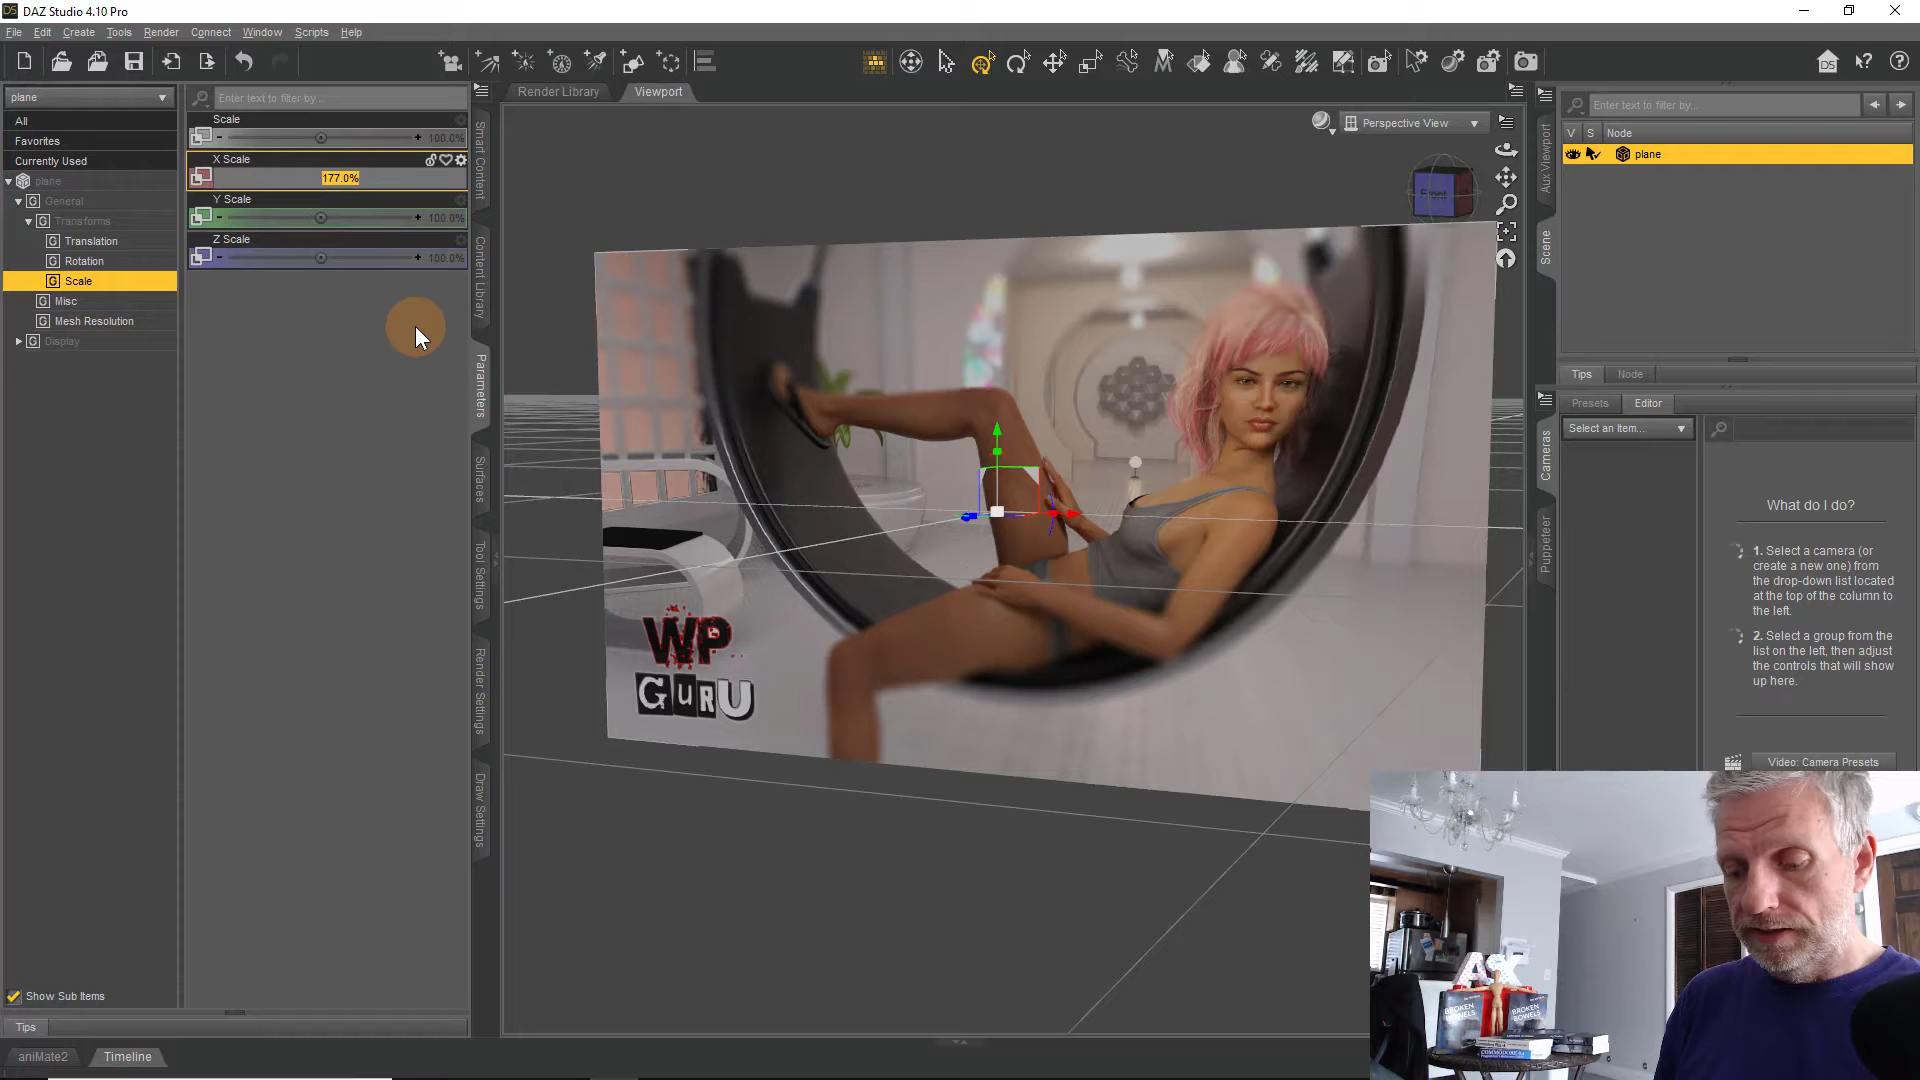 DAZ Studio 4.10 Pro
File Edit Create Tools Render Connect Window Scripts Help
plane
All
Favorites
Currently Used
plane
General
Transforms
Translation
Rotation
Scale
Misc
Mesh Resolution
Display
Show Sub Items
Tips
aniMate2
Timeline
Enter text to filter by...
Scale
100.0%
X Scale
177.0%
Y Scale
100.0%
Z Scale
100.0%
Smart Content
Content Library
Parameters
Surfaces
Tool Settings
Render Settings
Draw Settings
Render Library
Viewport
Perspective View
Front
WP
GURU
Aux Viewport
Scene
Enter text to filter by...
V S Node
plane
Tips Node
Cameras
Puppeteer
Presets Editor
Select an Item...
What do I do?
1. Select a camera (or
create a new one) from
the drop-down list located
at the top of the column to
the left.
2. Select a group from the
list on the left, then adjust
the controls that will show
up here.
Video: Camera Presets
BROKEN
BOWELS
BROKEN
BOWELS
COMMODORE